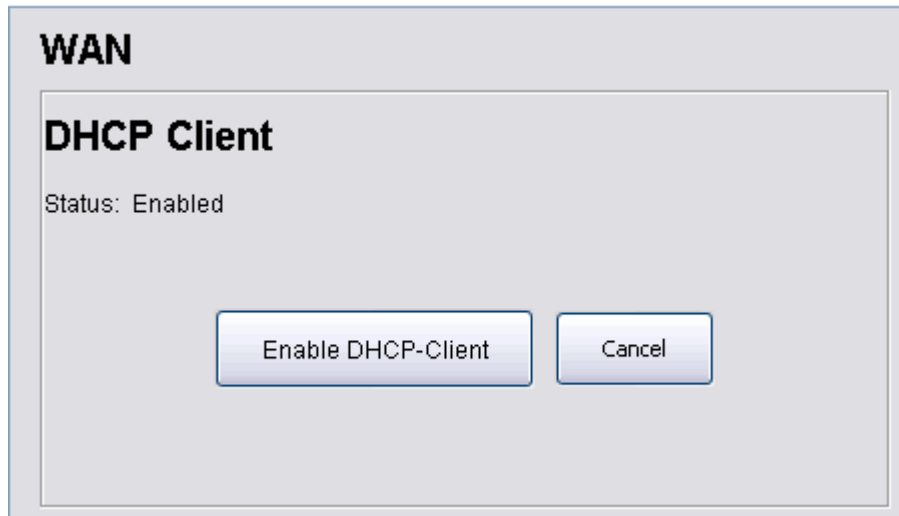 WAN
DHCP Client
Status: Enabled
Enable DHCP-Client
Cancel